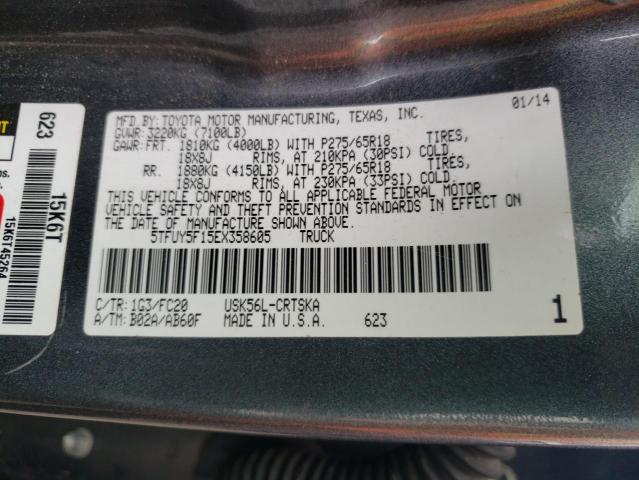 MFD.BY:TOYOTA MOTOR MANUFACTURING, TEXAS, INC. 01/14
GVWR:3220KG (7100LB)
GAWR:FRT. 1810KG (4000LB) WITH P275/65R18 TIRES,
18X8J RIMS, AT 210KPA (30PSI) COLD.
RR. 1880KG (4150LB) WITH P275/65R18 TIRES,
18X8J RIMS, AT 230KPA (33PSI) COLD.
THIS VEHICLE CONFORMS TO ALL APPLICABLE FEDERAL MOTOR
VEHICLE SAFETY AND THEFT PREVENTION STANDARDS IN EFFECT ON
THE DATE OF MANUFACTURE SHOWN ABOVE.
5TFUY5F15EX358605 TRUCK
C/TR:1G3/FC20 USK56L-CRTSKA
A/TM:B02A/AB60F MADE IN U.S.A. 623 1
623 15K6T
15K6T45264